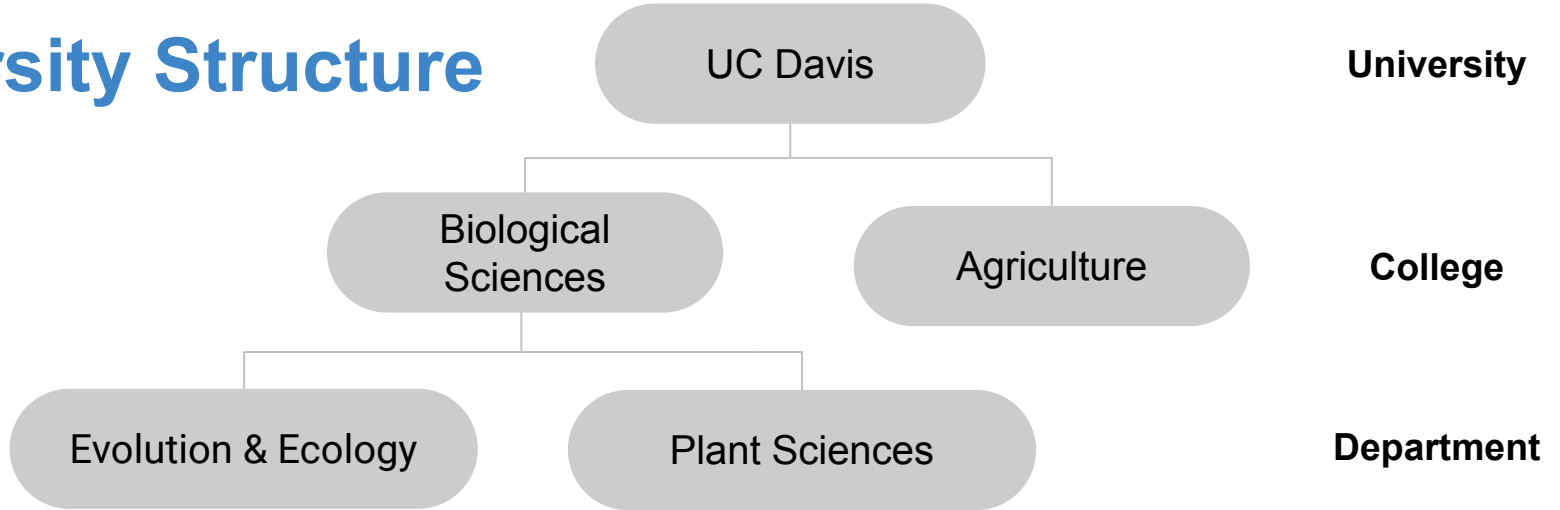 rsity Structure
UC Davis
University
Biological
Sciences
Agriculture
College
Evolution & Ecology
Plant Sciences
Department